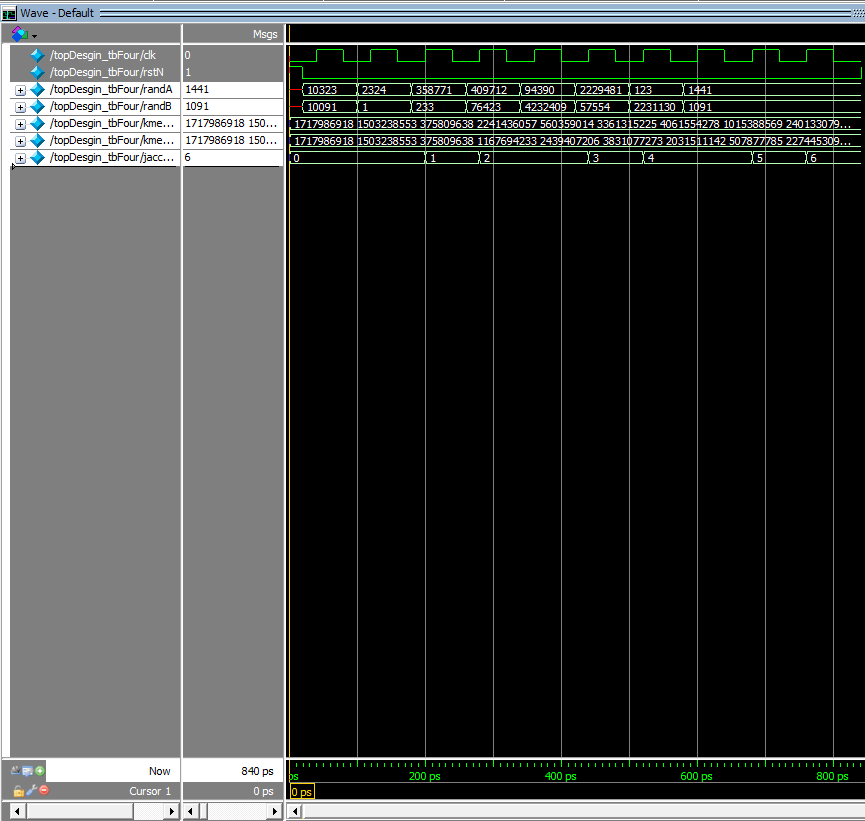 Wave - Default
Msgs
/topDesgin_tbFour/clk 0
/topDesgin_tbFour/rstN 1
/topDesgin_tbFour/randA 1441 10323 2324 358771 409712 94390 2229481 123 1441
/topDesgin_tbFour/randB 1091 10091 1 233 76423 4232409 57554 2231130 1091
/topDesgin_tbFour/kme... 1717986918 150... 1717986918 1503238553 375809638 2241436057 560359014 3361315225 4061554278 1015388569 240133079...
/topDesgin_tbFour/kme... 1717986918 150... 1717986918 1503238553 375809638 1167694233 2439407206 3831077273 2031511142 507877785 227445309...
/topDesgin_tbFour/jacc... 6 0 1 2 3 4 5 6
Now 840 ps ps 200 ps 400 ps 600 ps 800 ps
Cursor 1 0 ps 0 ps